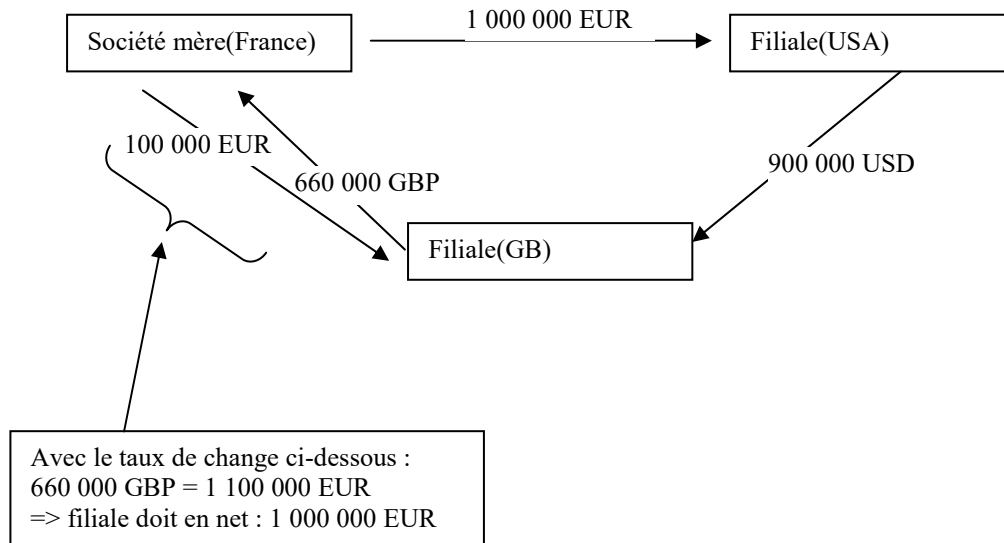 1 000 000 EUR
Société mère(France)
Filiale(USA)
100 000 EUR
660 000 GBP
900 000 USD
Filiale(GB)
Avec le taux de change ci-dessous :
660 000 GBP = 1 100 000 EUR
=> filiale doit en net : 1 000 000 EUR